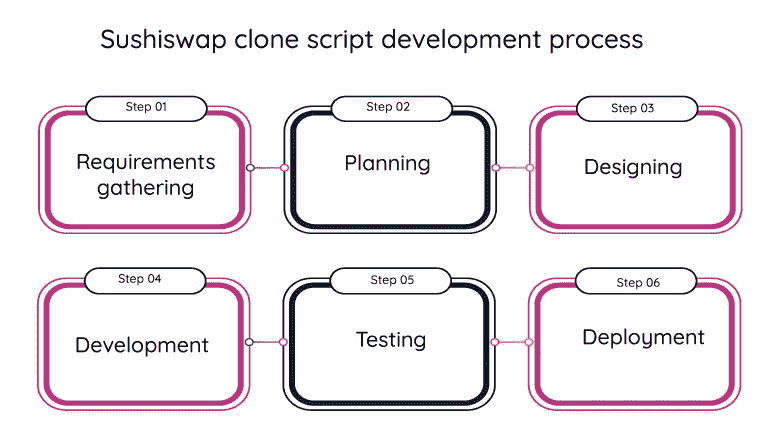 Sushiswap clone script development process
Step 01
Requirements
gathering
Step 02
Planning
Step 03
Designing
Step 04
Development
Step 05
Testing
Step 06
Deployment